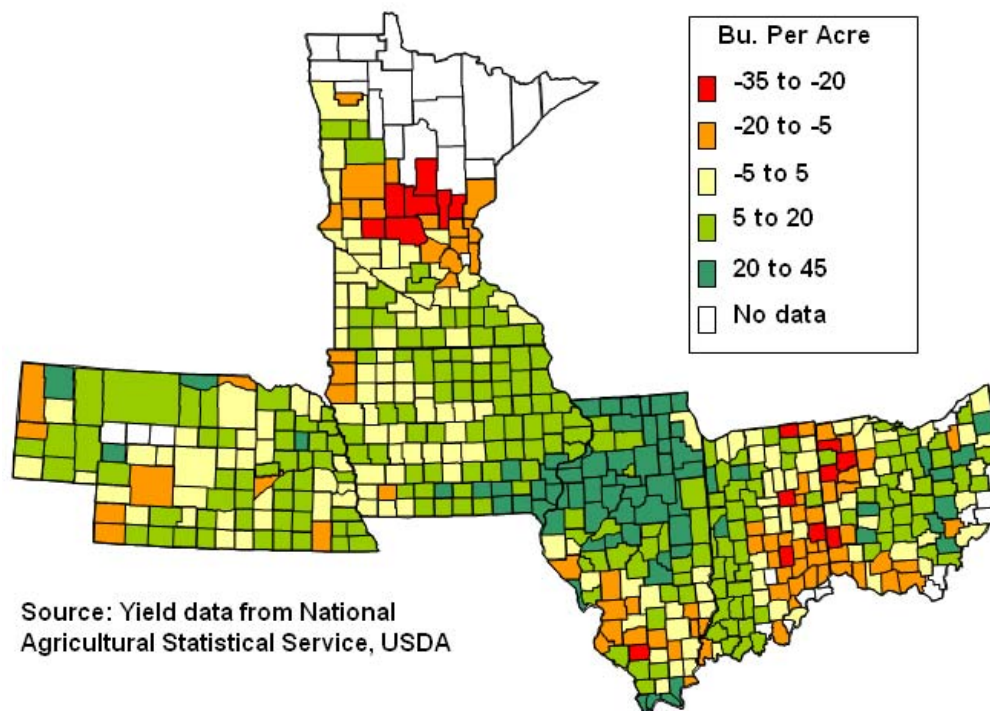 Bu. Per Acre
-35 to -20
-20 to -5
-5 to 5
5 to 20
20 to 45
No data
Source: Yield data from National
Agricultural Statistical Service, USDA